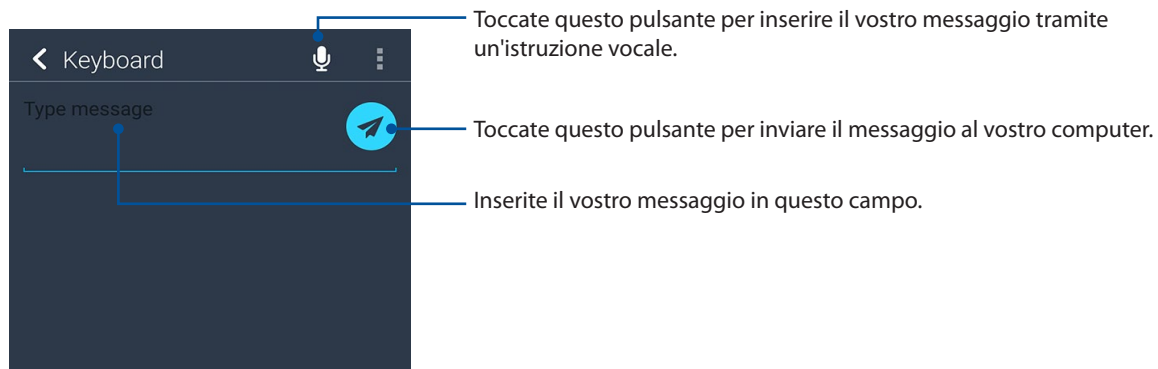 Toccate questo pulsante per inserire il vostro messaggio tramite
un'istruzione vocale.
Keyboard
Type message
Toccate questo pulsante per inviare il messaggio al vostro computer.
Inserite il vostro messaggio in questo campo.